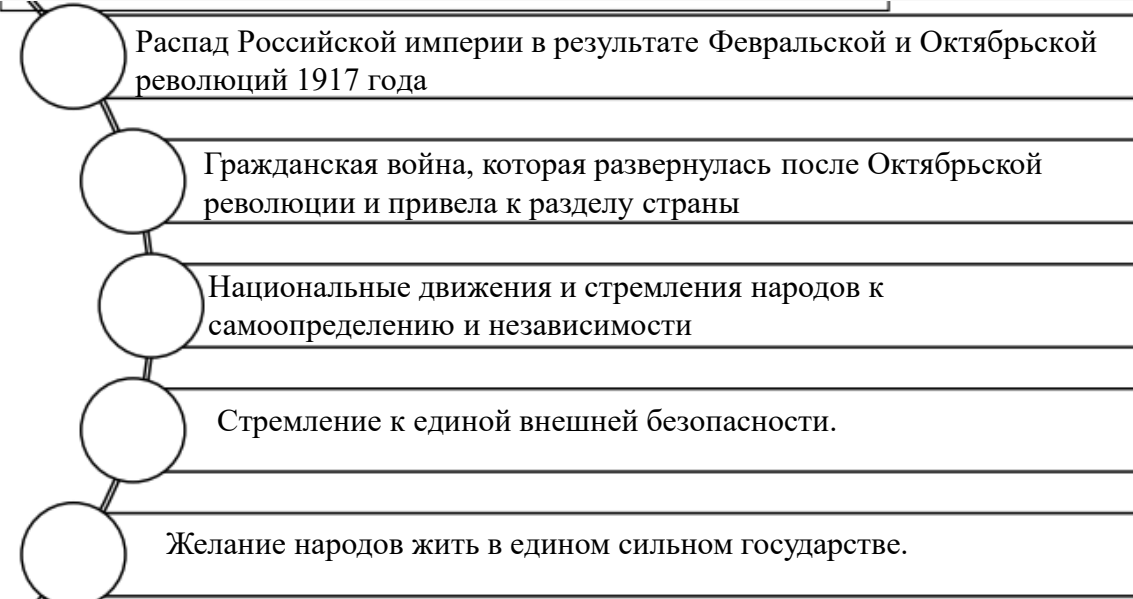 Распад Российской империи в результате Февральской и Октябрьской
революций 1917 года
Гражданская война, которая развернулась после Октябрьской
революции и привела к разделу страны
Национальные движения и стремления народов к
самоопределению и независимости
Стремление к единой внешней безопасности.
Желание народов жить в едином сильном государстве.